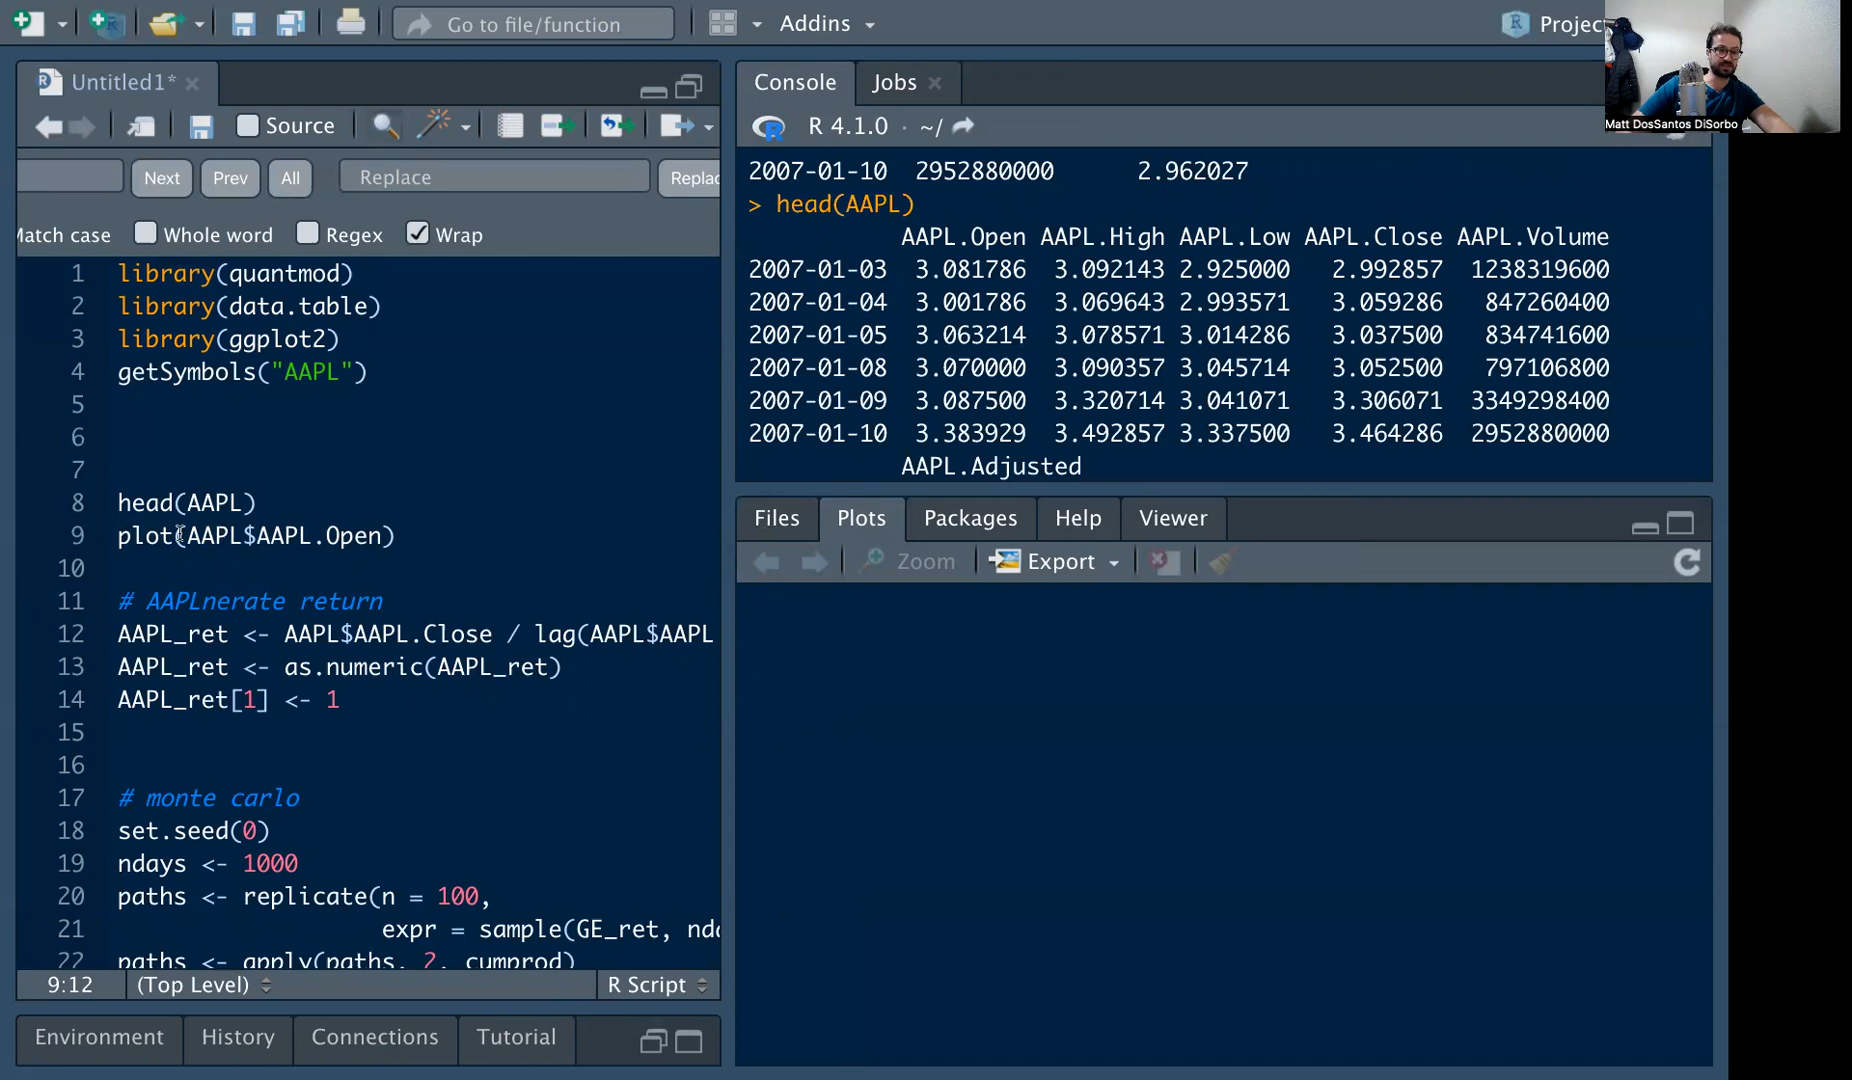 Go to file/function
Addins
Project
Matt DosSantos DiSorbo
Untitled1*
Source
Next
Prev
All
Replace
Match case
Whole word
Regex
Wrap
1 library(quantmod)
2 library(data.table)
3 library(ggplot2)
4 getSymbols("AAPL")
5
6
7
8 head(AAPL)
9 plot(AAPL$AAPL.Open)
10
11 # AAPLnerate return
12 AAPL_ret <- AAPL$AAPL.Close / lag(AAPL$AAPL
13 AAPL_ret <- as.numeric(AAPL_ret)
14 AAPL_ret[1] <- 1
15
16
17 # monte carlo
18 set.seed(0)
19 ndays <- 1000
20 paths <- replicate(n = 100,
21 expr = sample(GE_ret, nda
22 paths <- apply(paths, 2, cumprod)
9:12 (Top Level) R Script
Environment History Connections Tutorial
Console Jobs
R 4.1.0 · ~/
2007-01-10 2952880000 2.962027
> head(AAPL)
AAPL.Open AAPL.High AAPL.Low AAPL.Close AAPL.Volume
2007-01-03 3.081786 3.092143 2.925000 2.992857 1238319600
2007-01-04 3.001786 3.069643 2.993571 3.059286 847260400
2007-01-05 3.063214 3.078571 3.014286 3.037500 834741600
2007-01-08 3.070000 3.090357 3.045714 3.052500 797106800
2007-01-09 3.087500 3.320714 3.041071 3.306071 3349298400
2007-01-10 3.383929 3.492857 3.337500 3.464286 2952880000
AAPL.Adjusted
Files Plots Packages Help Viewer
Zoom Export